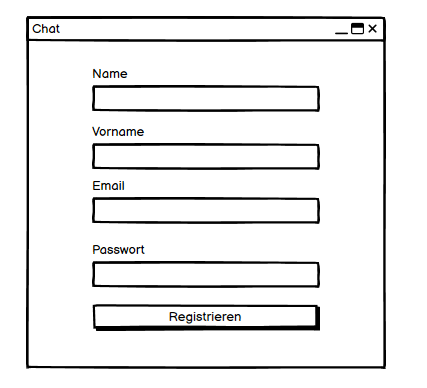 Chat
Name
Vorname
Email
Passwort
Registrieren